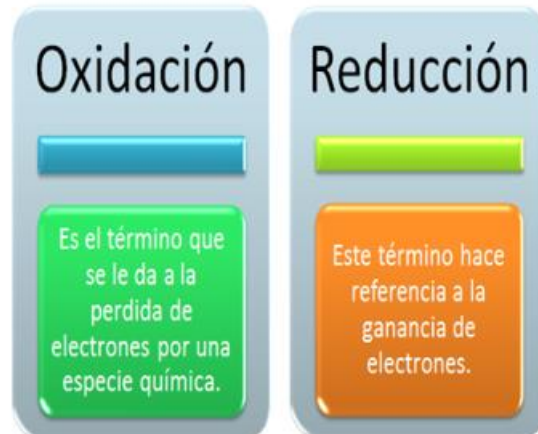 Oxidación
Es el término que
se le da a la
perdida de
electrones por una
especie química.
Reducción
Este término hace
referencia a la
ganancia de
electrones.